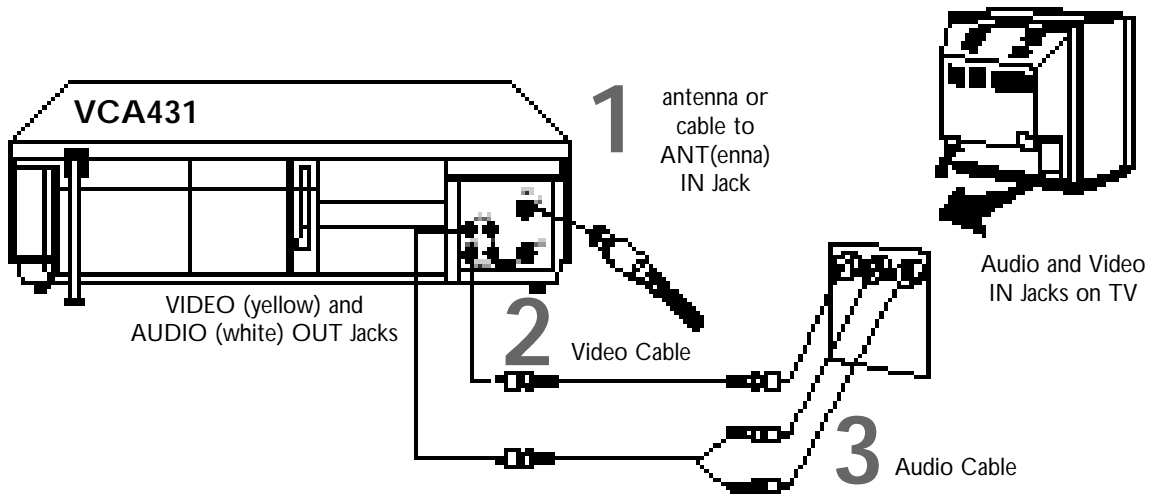 VCA431
1
antenna or
cable to
ANT(enna)
IN Jack
VIDEO (yellow) and
AUDIO (white) OUT Jacks
2
Video Cable
Audio and Video
IN Jacks on TV
3
Audio Cable